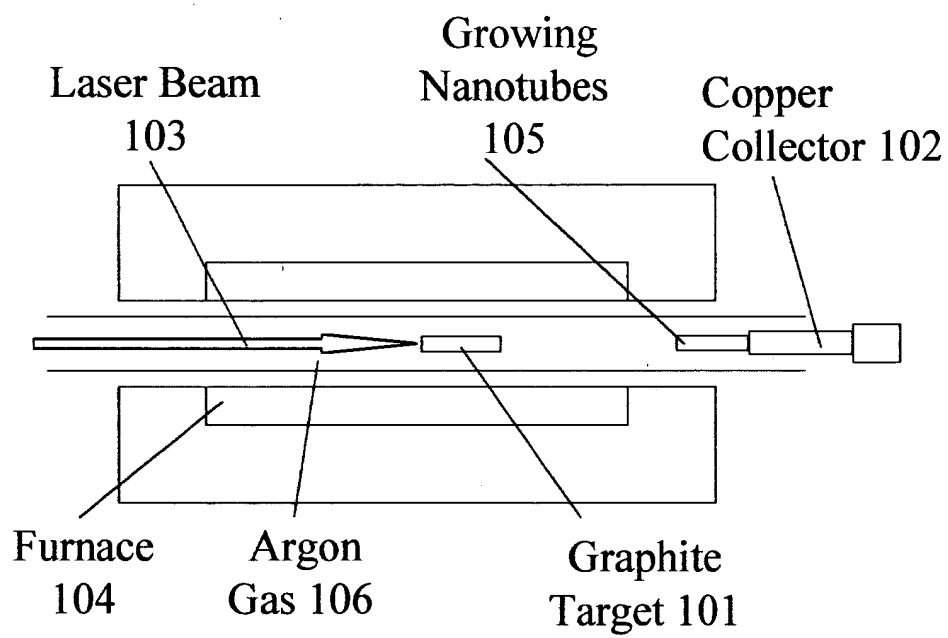 Growing
Nanotubes
105
Laser Beam
103
Copper
Collector 102
Furnace
104
Argon
Gas 106
Graphite
Target 101